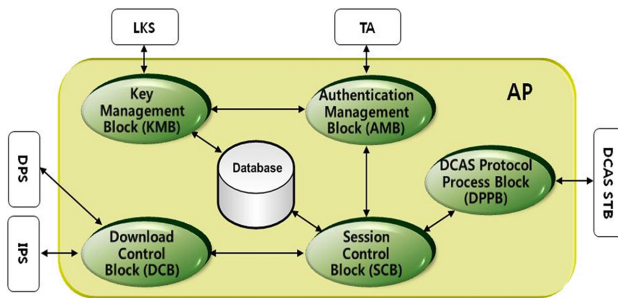 LKS
TA
Key
Management
Block (KMB)
Authentication
Management
Block (AMB)
AP
DPS
Database
DCAS Protocol
Process Block
(DPPB)
DCAS STB
IPS
Download
Control
Block (DCB)
Session
Control
Block (SCB)